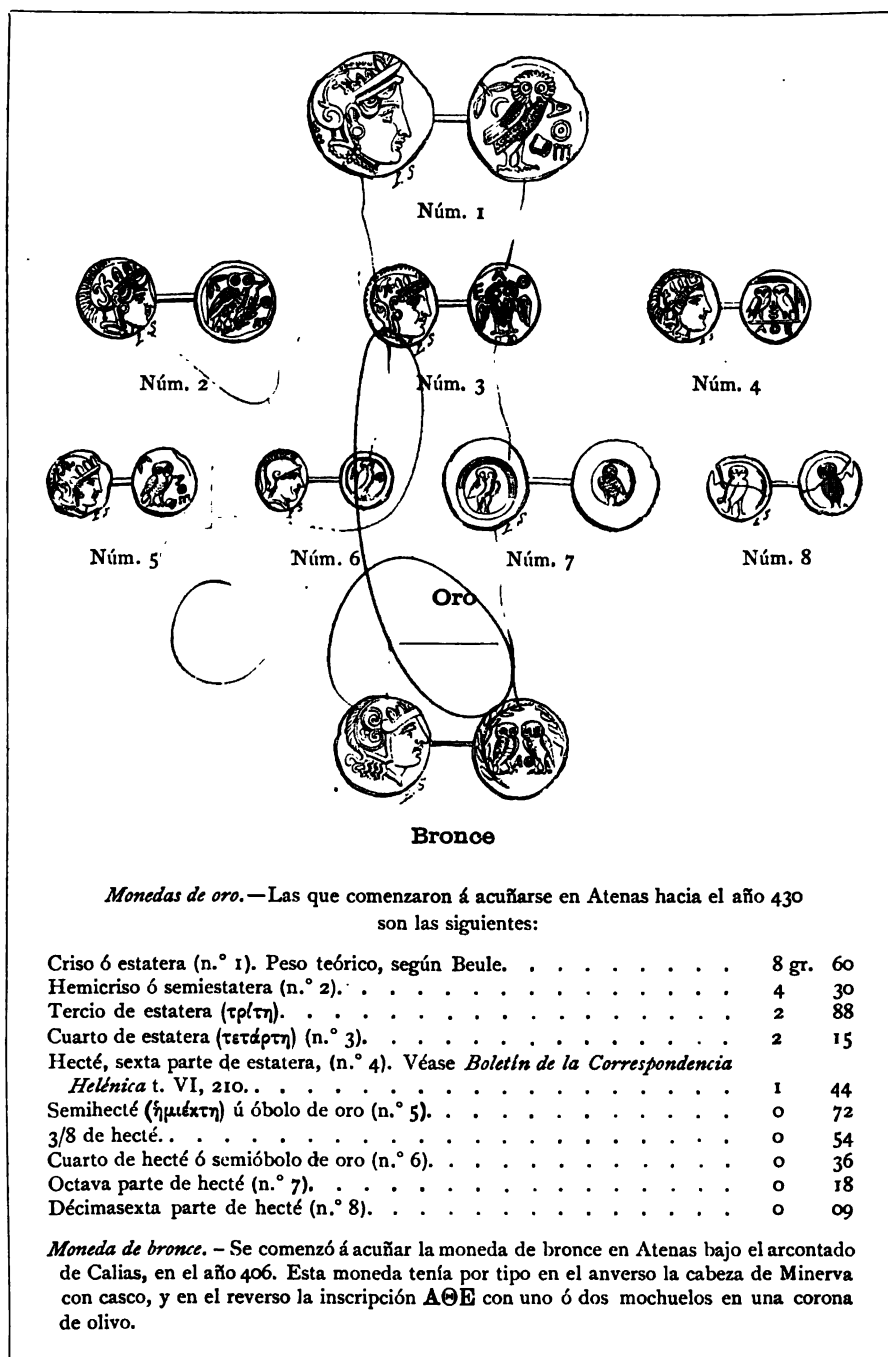 Núm. 1
Núm. 2 Núm. 3 Núm. 4
Núm. 5 Núm. 6 Núm. 7 Núm. 8
Oro
Bronce
Monedas de oro.—Las que comenzaron á acuñarse en Atenas hacia el año 430
son las siguientes:
Criso ó estatera (n.° 1). Peso teórico, según Beule. . . . . . . . . . 8 gr. 60
Hemicriso ó semiestatera (n.° 2). . . . . . . . . . . . . . . . 4 30
Tercio de estatera (τρίτη). . . . . . . . . . . . . . . . . . 2 88
Cuarto de estatera (τετάρτη) (n.° 3). . . . . . . . . . . . . . . 2 15
Hecté, sexta parte de estatera, (n.° 4). Véase Boletín de la Correspondencia
Helénica t. VI, 210. . . . . . . . . . . . . . . . . . . 1 44
Semihecté (ἡμιέκτη) ú óbolo de oro (n.° 5). . . . . . . . . . . . . 0 72
3/8 de hecté. . . . . . . . . . . . . . . . . . . . . . 0 54
Cuarto de hecté ó semióbolo de oro (n.° 6). . . . . . . . . . . . . 0 36
Octava parte de hecté (n.° 7). . . . . . . . . . . . . . . . . 0 18
Décimasexta parte de hecté (n.° 8). . . . . . . . . . . . . . . 0 09
Moneda de bronce. – Se comenzó á acuñar la moneda de bronce en Atenas bajo el arcontado
de Calias, en el año 406. Esta moneda tenía por tipo en el anverso la cabeza de Minerva
con casco, y en el reverso la inscripción ΑΘΕ con uno ó dos mochuelos en una corona
de olivo.